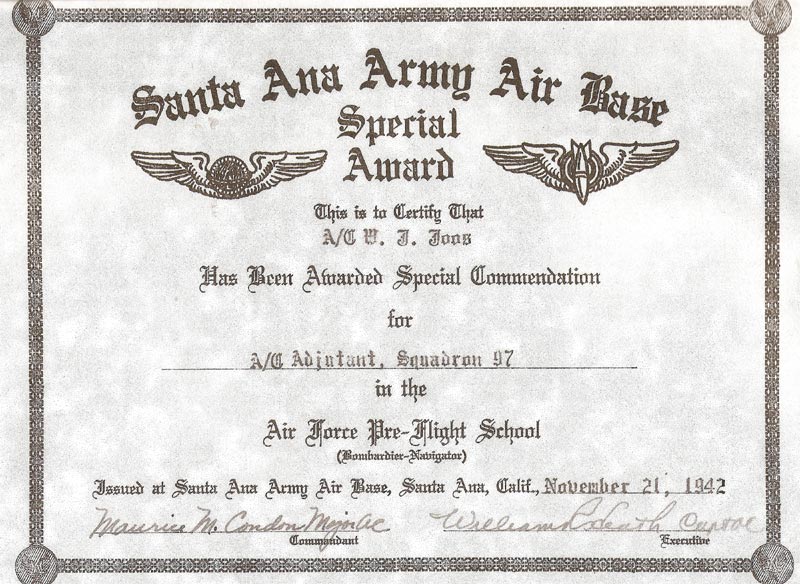 Santa Ana Army Air Base
Special
Award
This is to Certify That
A/C W. J. Joos
Has Been Awarded Special Commendation
for
A/C Adjutant, Squadron 97
in the
Air Force Pre-Flight School
(Bombardier-Navigator)
Issued at Santa Ana Army Air Base, Santa Ana, Calif., November 21, 1942
Maurice M. Condon Major AC William
Commandant Executive